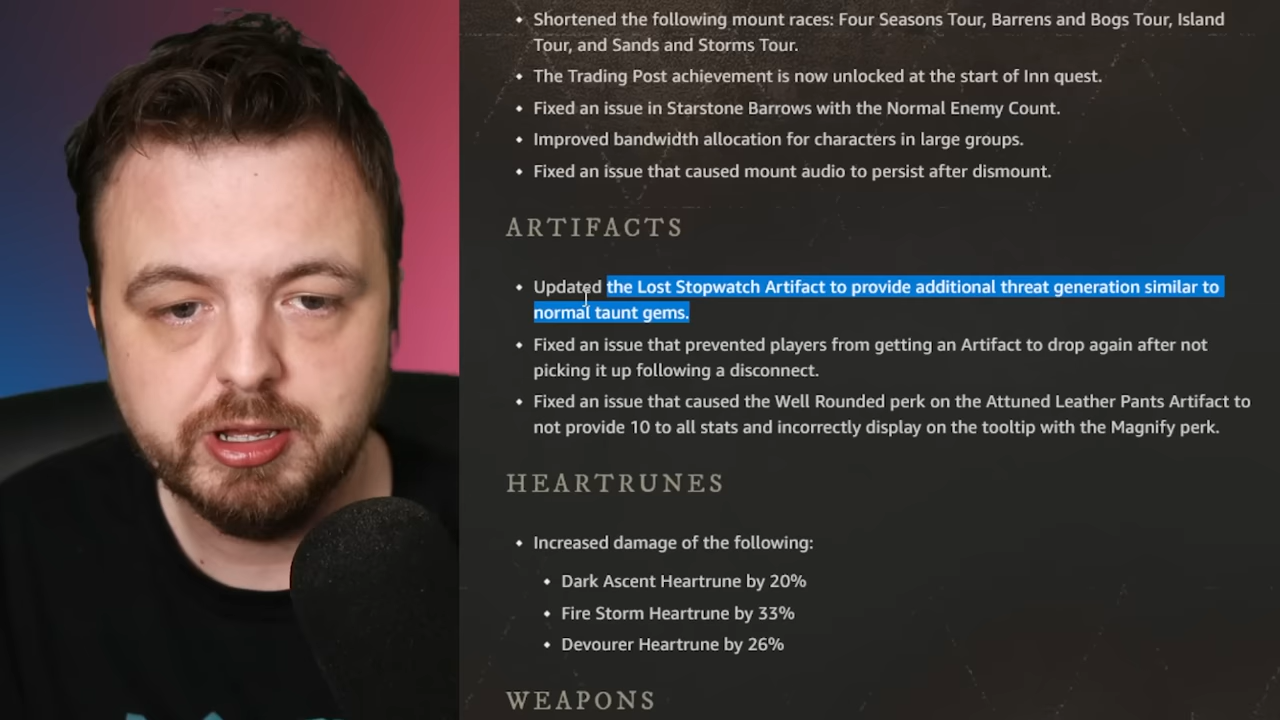 Shortened the following mount races: Four Seasons Tour, Barrens and Bogs Tour, Island
Tour, and Sands and Storms Tour.
The Trading Post achievement is now unlocked at the start of Inn quest.
Fixed an issue in Starstone Barrows with the Normal Enemy Count.
Improved bandwidth allocation for characters in large groups.
Fixed an issue that caused mount audio to persist after dismount.
ARTIFACTS
Updated the Lost Stopwatch Artifact to provide additional threat generation similar to
normal taunt gems.
Fixed an issue that prevented players from getting an Artifact to drop again after not
picking it up following a disconnect.
Fixed an issue that caused the Well Rounded perk on the Attuned Leather Pants Artifact to
not provide 10 to all stats and incorrectly display on the tooltip with the Magnify perk.
HEARTRUNES
Increased damage of the following:
Dark Ascent Heartrune by 20%
Fire Storm Heartrune by 33%
Devourer Heartrune by 26%
WEAPONS